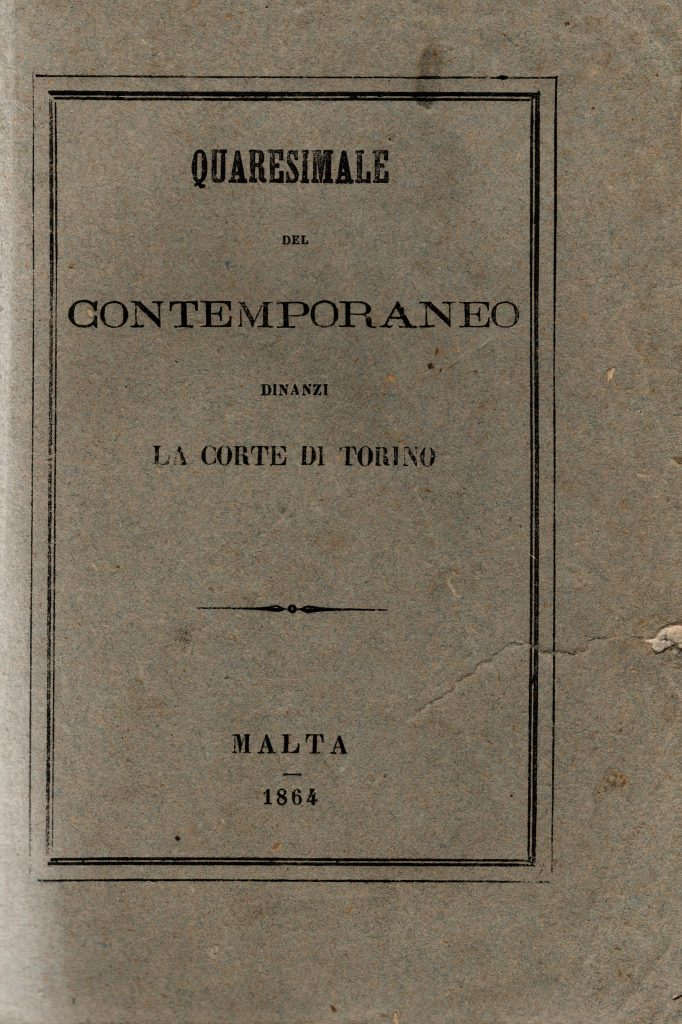 QUARESIMALE
DEL
CONTEMPORANEO
DINANZI
LA CORTE DI TORINO
MALTA
1864